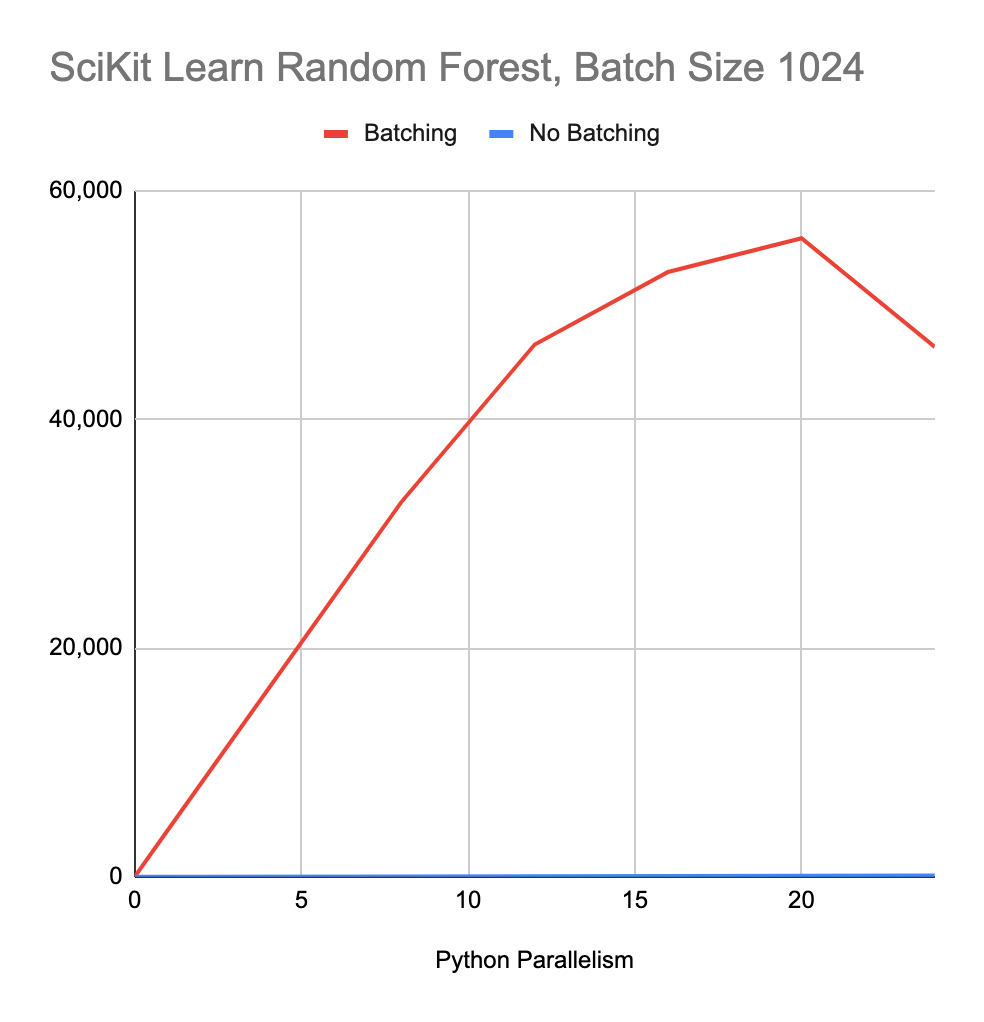 SciKit Learn Random Forest, Batch Size 1024
Batching No Batching
60,000
40,000
20,000
0
0 5 10 15 20
Python Parallelism